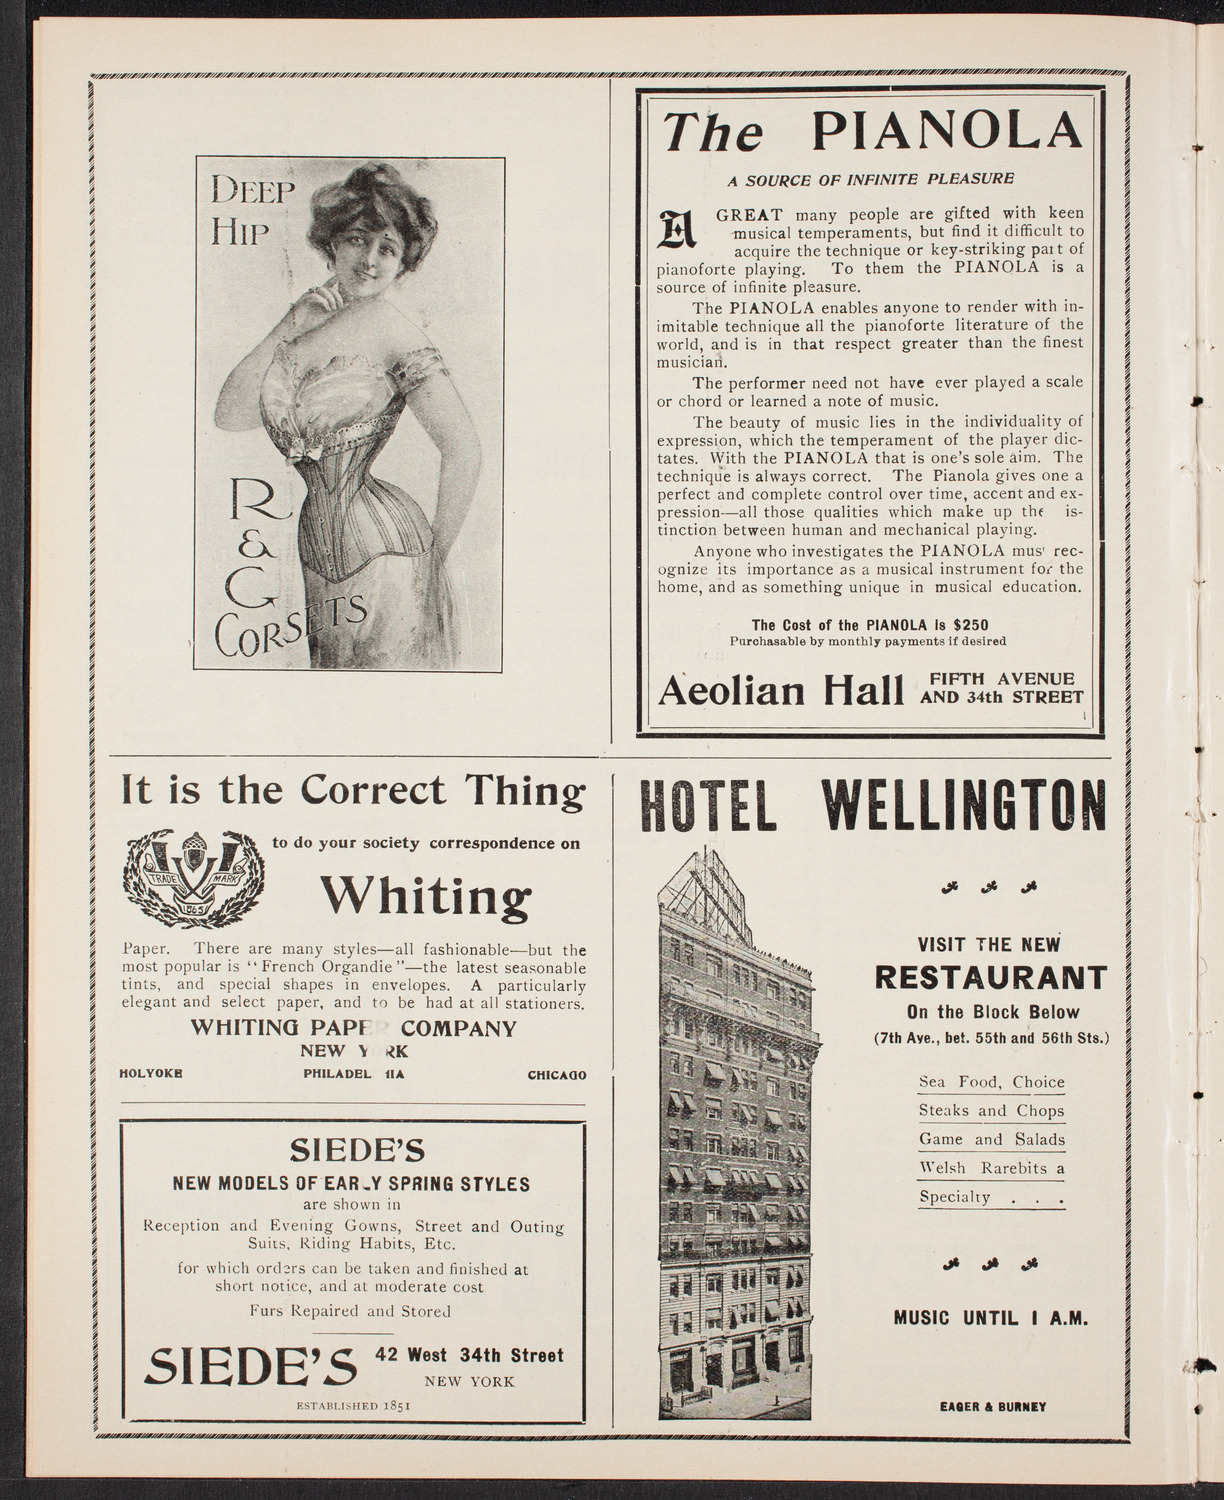 DEEP
HIP
R
&
G
CORSETS
The PIANOLA
A SOURCE OF INFINITE PLEASURE
A GREAT many people are gifted with keen
musical temperaments, but find it difficult to
acquire the technique or key-striking part of
pianoforte playing. To them the PIANOLA is a
source of infinite pleasure.
The PIANOLA enables anyone to render with in-
imitable technique all the pianoforte literature of the
world, and is in that respect greater than the finest
musician.
The performer need not have ever played a scale
or chord or learned a note of music.
The beauty of music lies in the individuality of
expression, which the temperament of the player dic-
tates. With the PIANOLA that is one's sole aim. The
technique is always correct. The Pianola gives one a
perfect and complete control over time, accent and ex-
pression—all those qualities which make up the is-
tinction between human and mechanical playing.
Anyone who investigates the PIANOLA mus' rec-
ognize its importance as a musical instrument for the
home, and as something unique in musical education.
The Cost of the PIANOLA is $250
Purchasable by monthly payments if desired
Aeolian Hall FIFTH AVENUE
AND 34th STREET
It is the Correct Thing
to do your society correspondence on
TRADE MARK
1865
Whiting
Paper. There are many styles—all fashionable—but the
most popular is "French Organdie"—the latest seasonable
tints, and special shapes in envelopes. A particularly
elegant and select paper, and to be had at all stationers.
WHITING PAPER COMPANY
NEW Y RK
HOLYOKE PHILADEL IIA CHICAGO
SIEDE'S
NEW MODELS OF EARLY SPRING STYLES
are shown in
Reception and Evening Gowns, Street and Outing
Suits, Riding Habits, Etc.
for which orders can be taken and finished at
short notice, and at moderate cost
Furs Repaired and Stored
SIEDE'S 42 West 34th Street
NEW YORK
ESTABLISHED 1851
HOTEL WELLINGTON
VISIT THE NEW
RESTAURANT
On the Block Below
(7th Ave., bet. 55th and 56th Sts.)
Sea Food, Choice
Steaks and Chops
Game and Salads
Welsh Rarebits a
Specialty . . .
MUSIC UNTIL 1 A.M.
EAGER & BURNEY